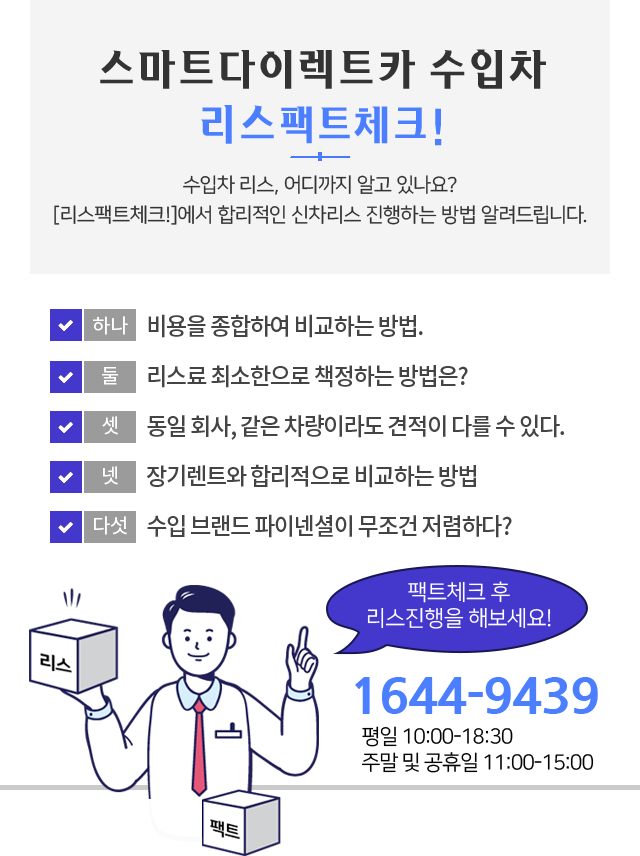 스마트다이렉트카 수입차
리스팩트체크!
수입차 리스, 어디까지 알고 있나요?
[리스팩트체크!]에서 합리적인 신차리스 진행하는 방법 알려드립니다.
하나 비용을 종합하여 비교하는 방법.
둘 리스료 최소한으로 책정하는 방법은?
셋 동일 회사, 같은 차량이라도 견적이 다를 수 있다.
넷 장기렌트와 합리적으로 비교하는 방법
다섯 수입 브랜드 파이넨셜이 무조건 저렴하다?
팩트체크 후
리스진행을 해보세요!
리스
1644-9439
평일 10:00-18:30
주말 및 공휴일 11:00-15:00
팩트